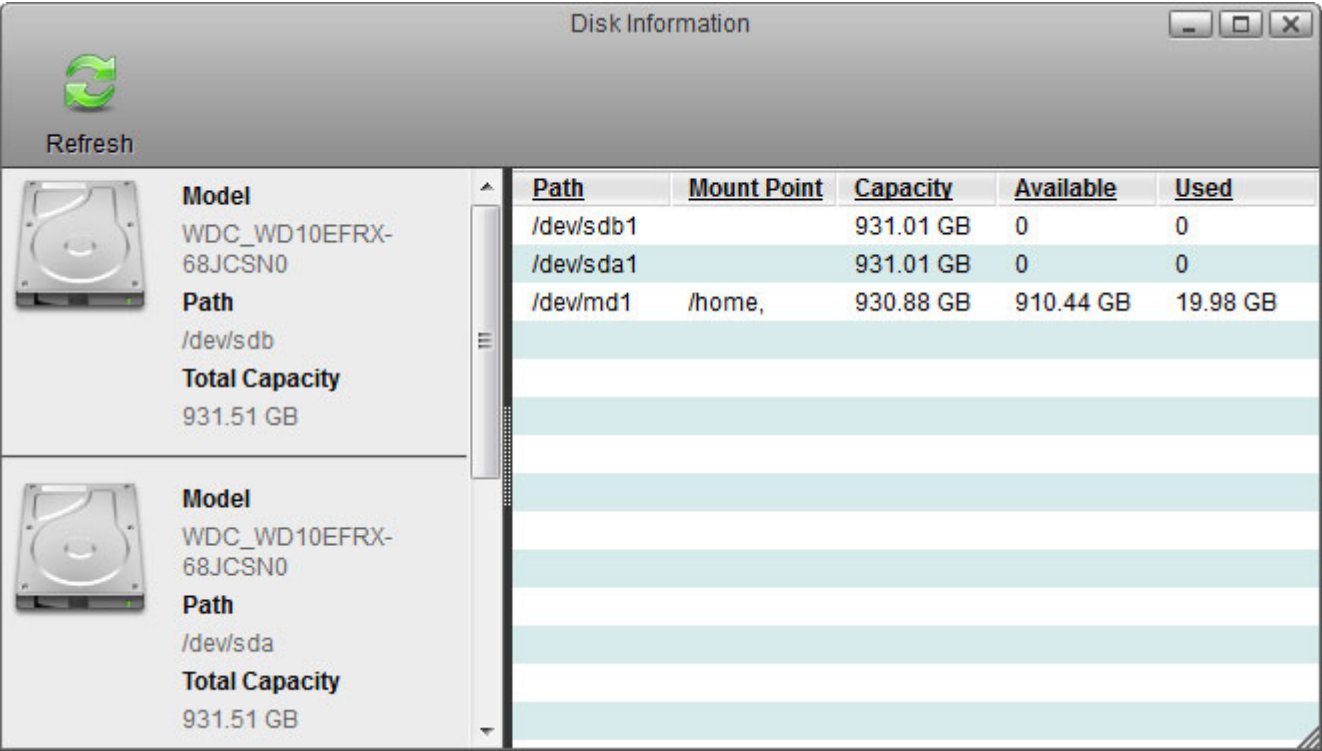 Disk Information
Refresh
Model
WDC_WD10EFRX-
68JCSN0
Path
/dev/sdb
Total Capacity
931.51 GB
Model
WDC_WD10EFRX-
68JCSN0
Path
/dev/sda
Total Capacity
931.51 GB
Path Mount Point Capacity Available Used
/dev/sdb1 931.01 GB 0 0
/dev/sda1 931.01 GB 0 0
/dev/md1 /home, 930.88 GB 910.44 GB 19.98 GB